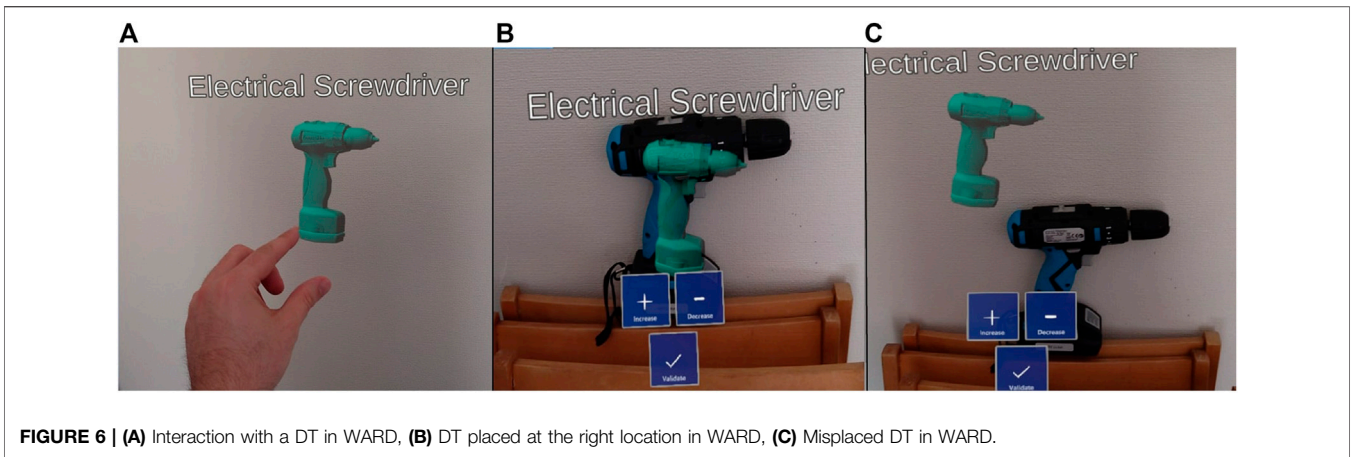 A
B
C
Electrical Screwdriver
Electrical Screwdriver
lectrical Screwdriver
+
Increase
-
Decrease
Validate
+
Increase
-
Decrease
Validate
FIGURE 6 | (A) Interaction with a DT in WARD, (B) DT placed at the right location in WARD, (C) Misplaced DT in WARD.